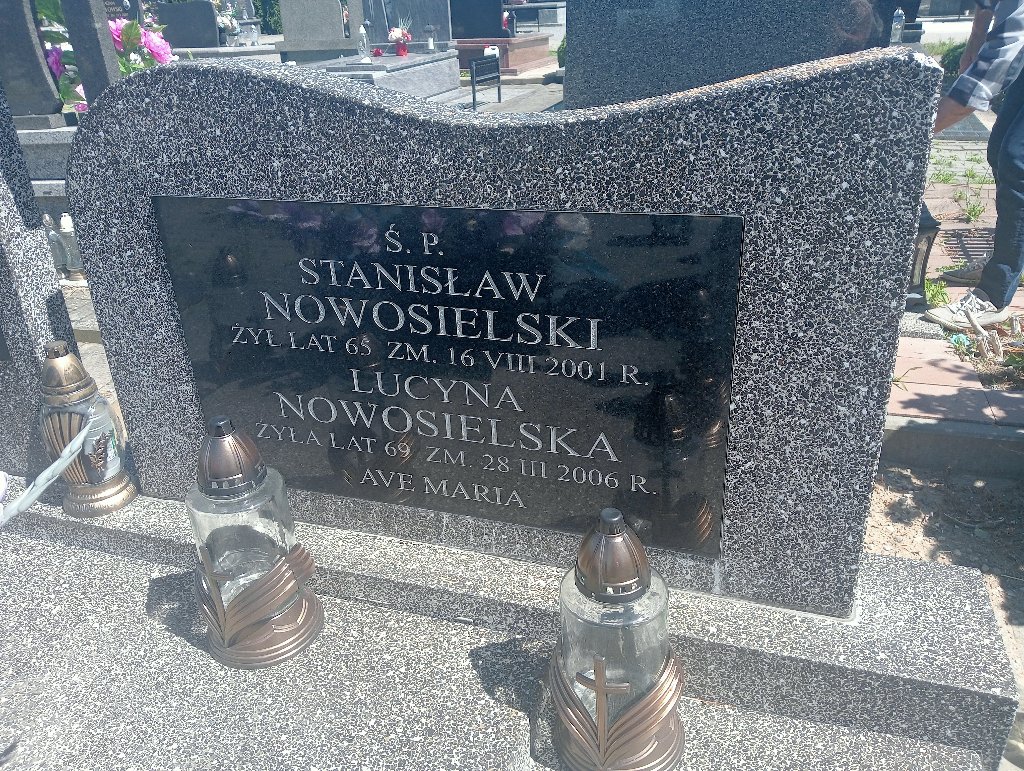 Ś. P.
STANISŁAW
NOWOSIELSKI
ŻYŁ LAT 65 ZM. 16 VIII 2001 R.
LUCYNA
NOWOSIELSKA
ŻYŁA LAT 69 ZM. 28 III 2006 R.
AVE MARIA